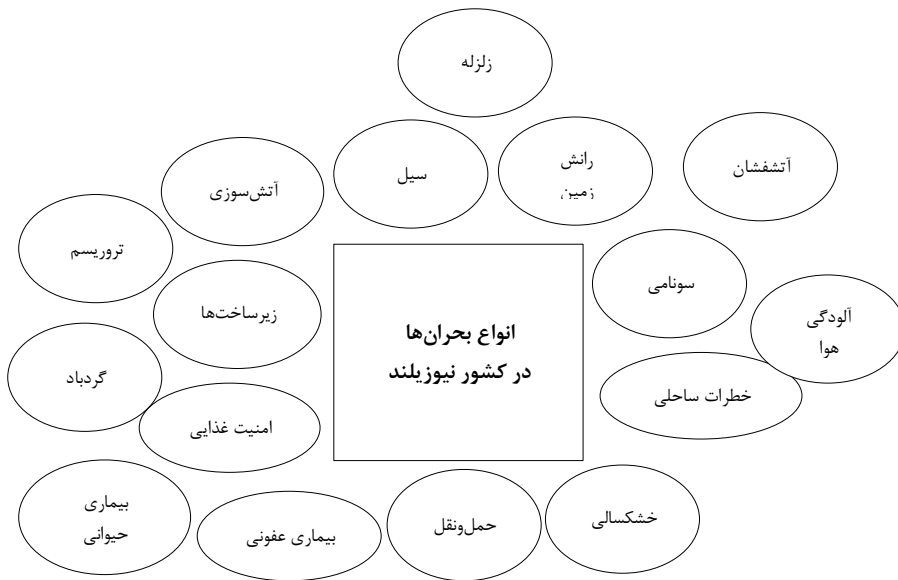 زلزله
رانش
زمین
آتشفشان
سیل
آتش‌سوزی
تروریسم
سونامی
آلودگی
هوا
زیرساخت‌ها
انواع بحران‌ها
در کشور نیوزیلند
خطرات ساحلی
گردباد
امنیت غذایی
خشکسالی
حمل‌ونقل
بیماری عفونی
بیماری
حیوانی